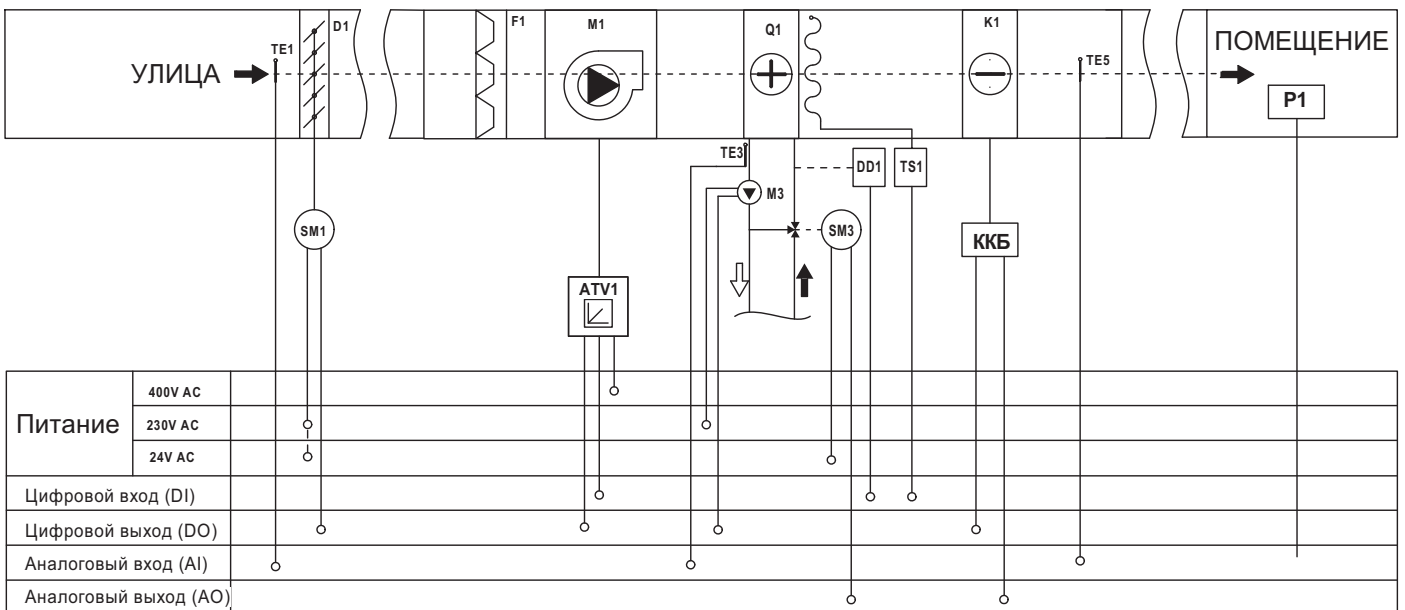 УЛИЦА
TE1
D1
F1
M1
Q1
K1
TE5
ПОМЕЩЕНИЕ
P1
TE3
DD1
TS1
M3
SM1
SM3
ККБ
ATV1
Питание
400V AC
230V AC
24V AC
Цифровой вход (DI)
Цифровой выход (DO)
Аналоговый вход (AI)
Аналоговый выход (AO)